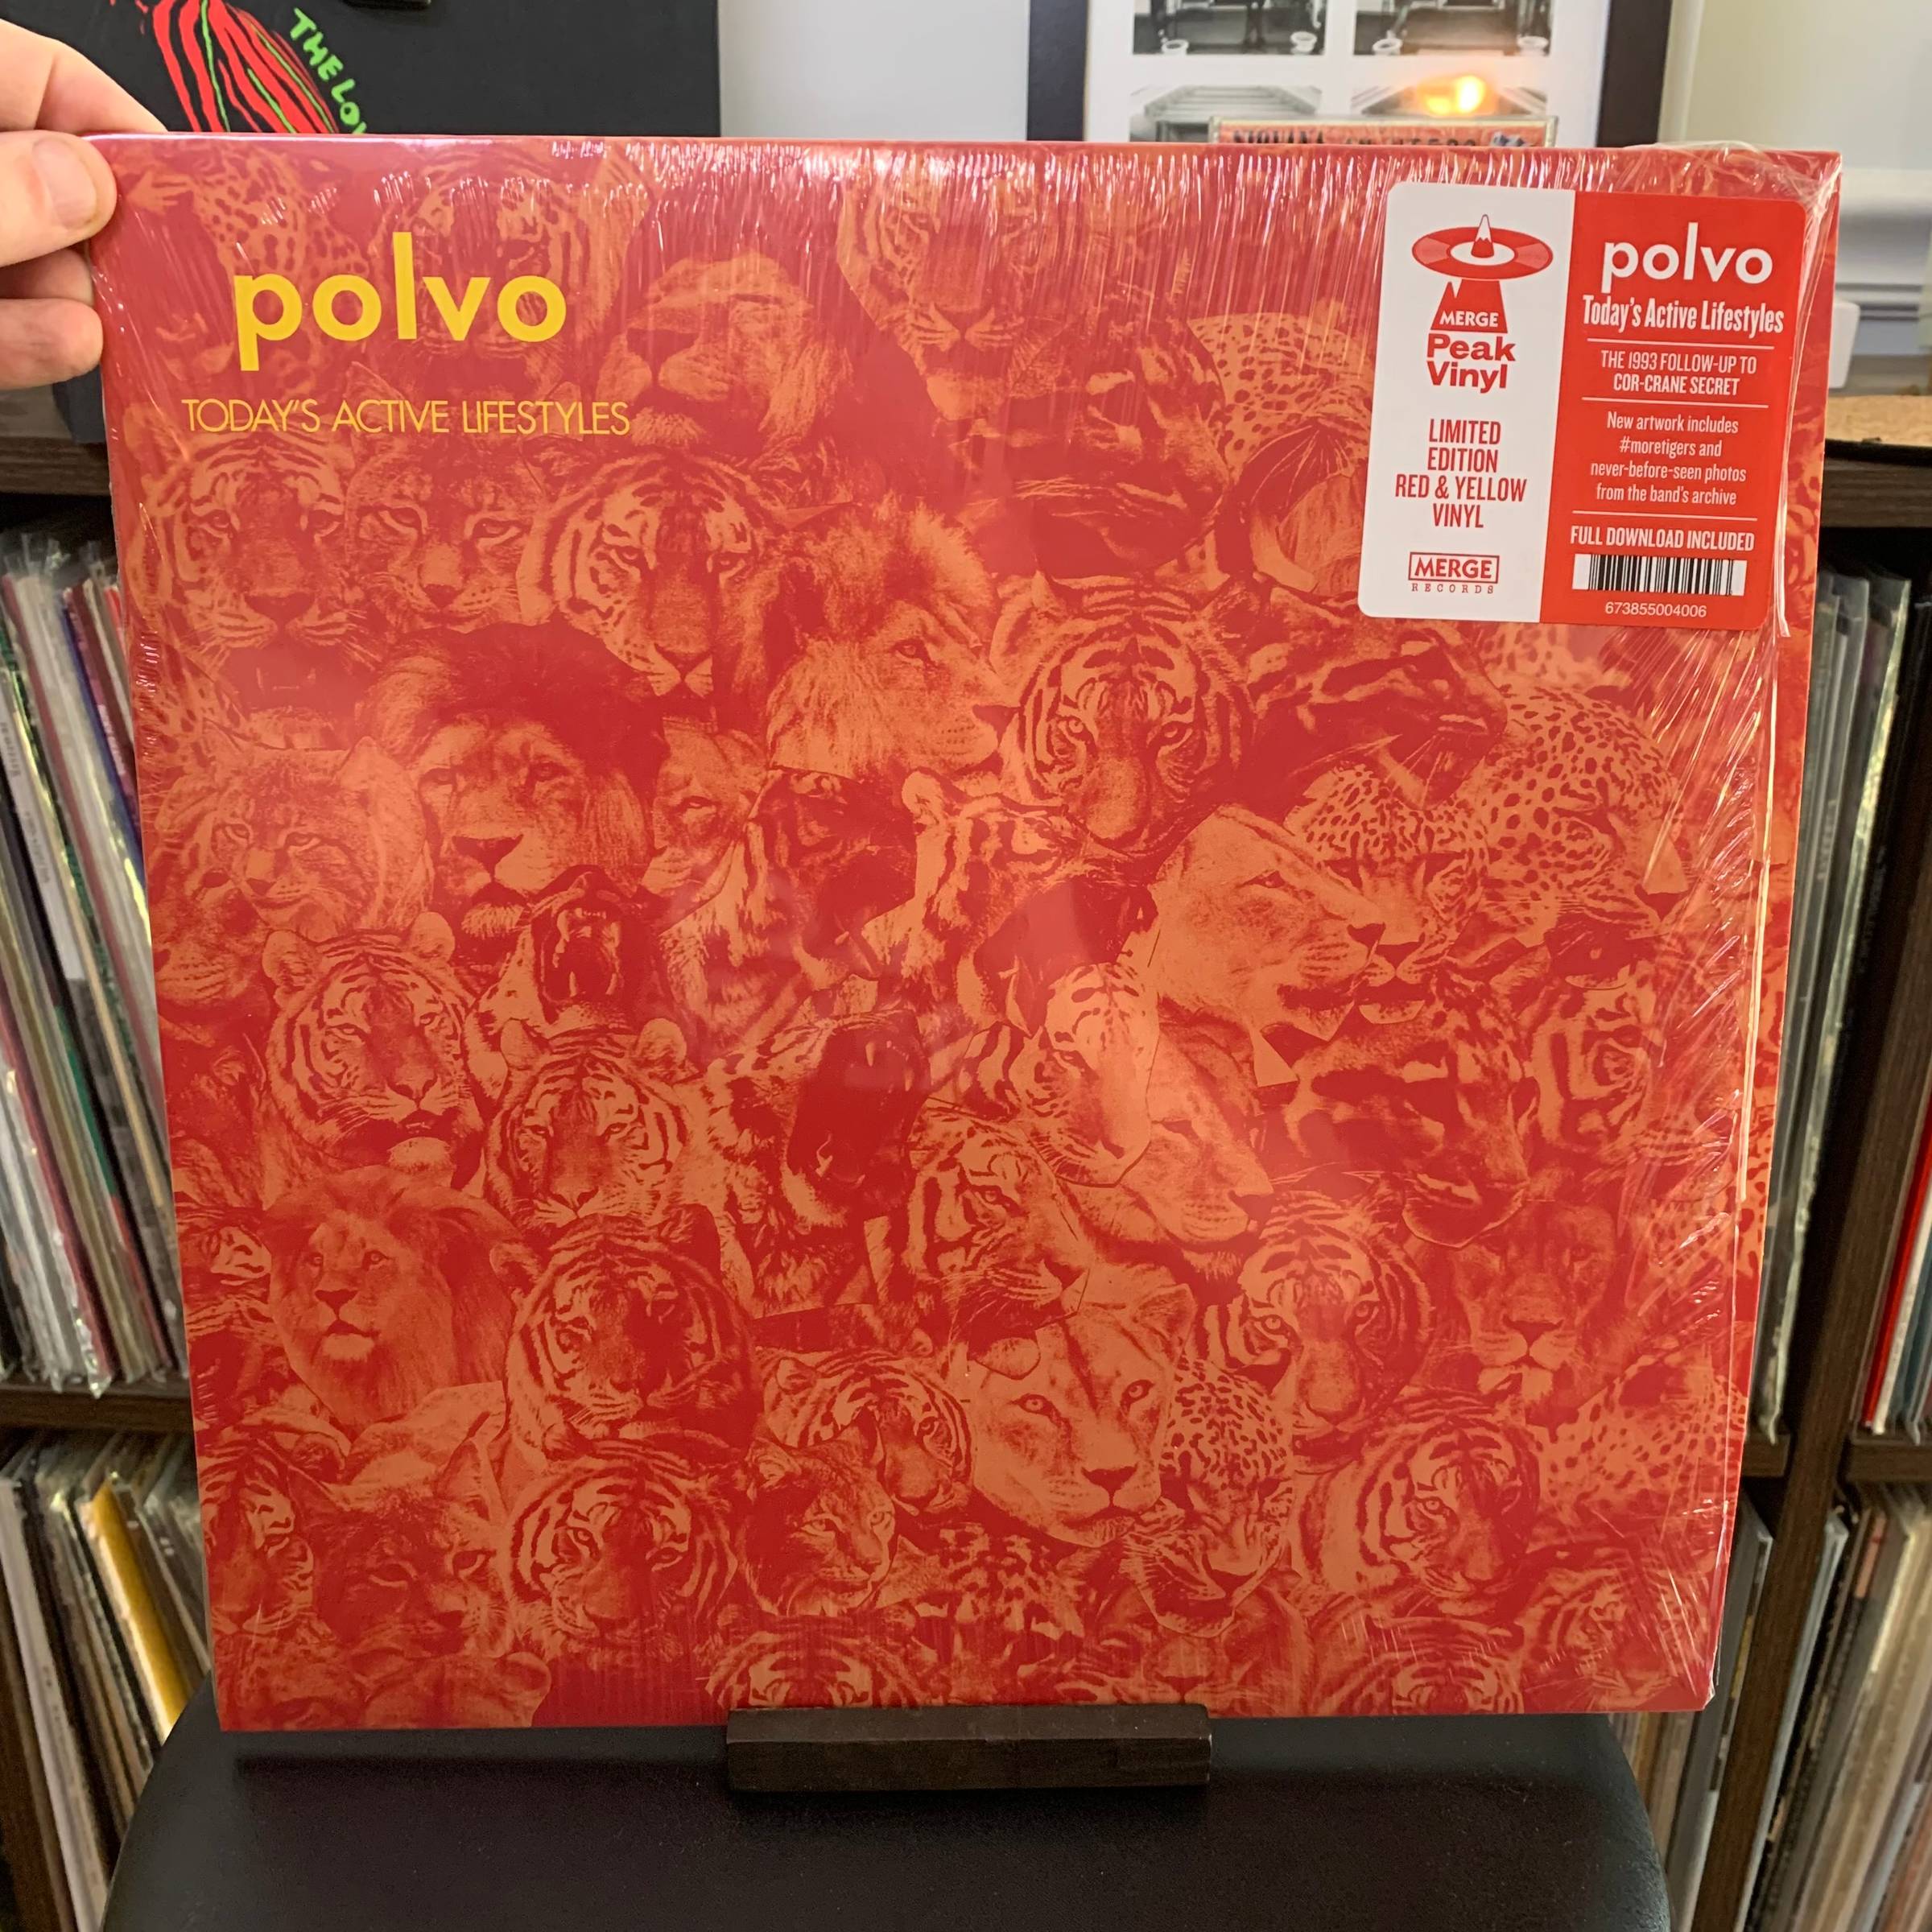 THE LOW
polvo
TODAY'S ACTIVE LIFESTYLES
MERGE
Peak
Vinyl
LIMITED
EDITION
RED & YELLOW
VINYL
MERGE
RECORDS
polvo
Today's Active Lifestyles
THE 1993 FOLLOW-UP TO
COR-CRANE SECRET
New artwork includes
#moretigers and
never-before-seen photos
from the band's archive
FULL DOWNLOAD INCLUDED
673855004006